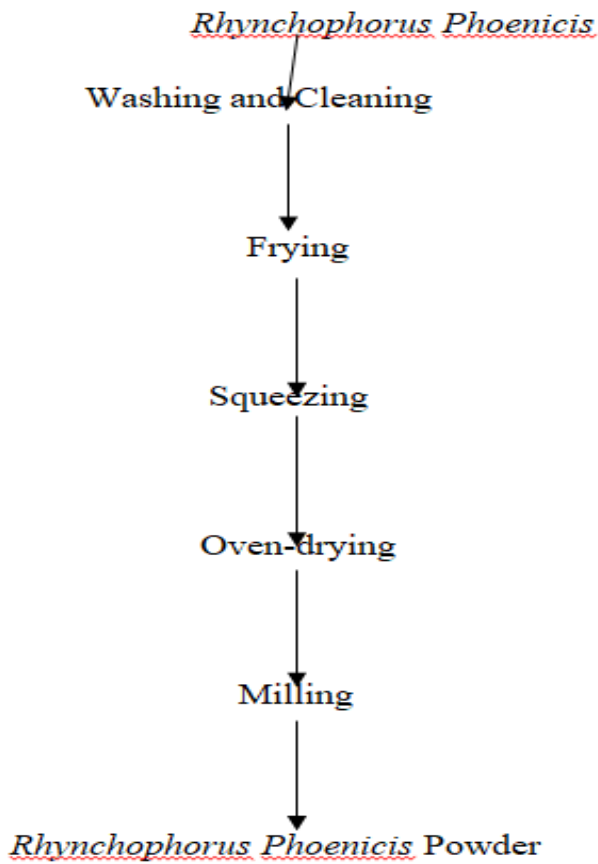 Rhynchophorus Phoenicis
Washing and Cleaning
Frying
Squeezing
Oven-drying
Milling
Rhynchophorus Phoenicis Powder